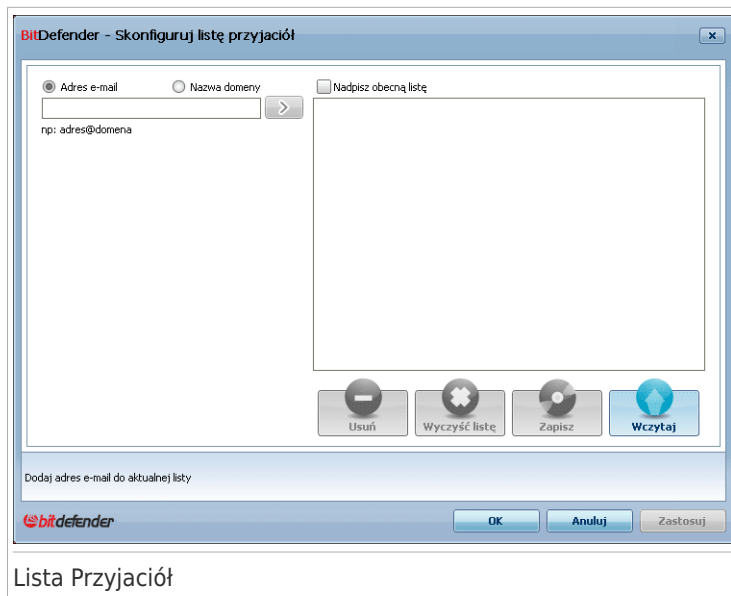 BitDefender - Skonfiguruj listę przyjaciół
Adres e-mail
Nazwa domeny
np: adres@domena
Nadpisz obecną listę
Usuń
Wyczyść listę
Zapisz
Wczytaj
Dodaj adres e-mail do aktualnej listy
bitdefender
OK
Anuluj
Zastosuj
Lista Przyjaciół